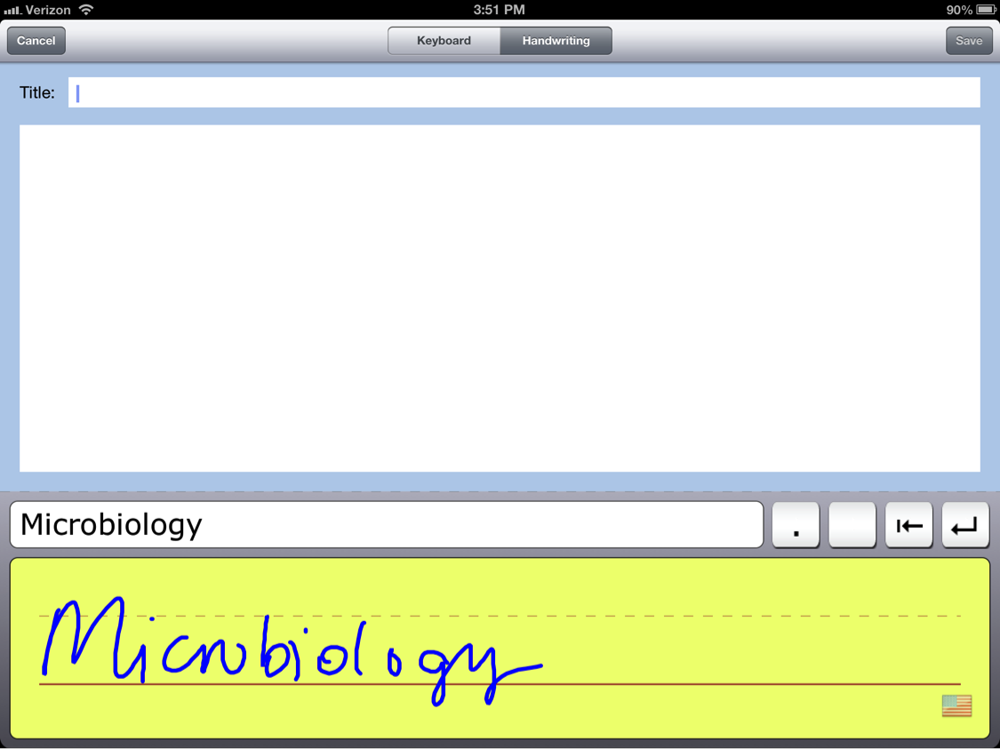 Verizon 3:51 PM 90%
Cancel Keyboard Handwriting Save
Title:
Microbiology .
Microbiology